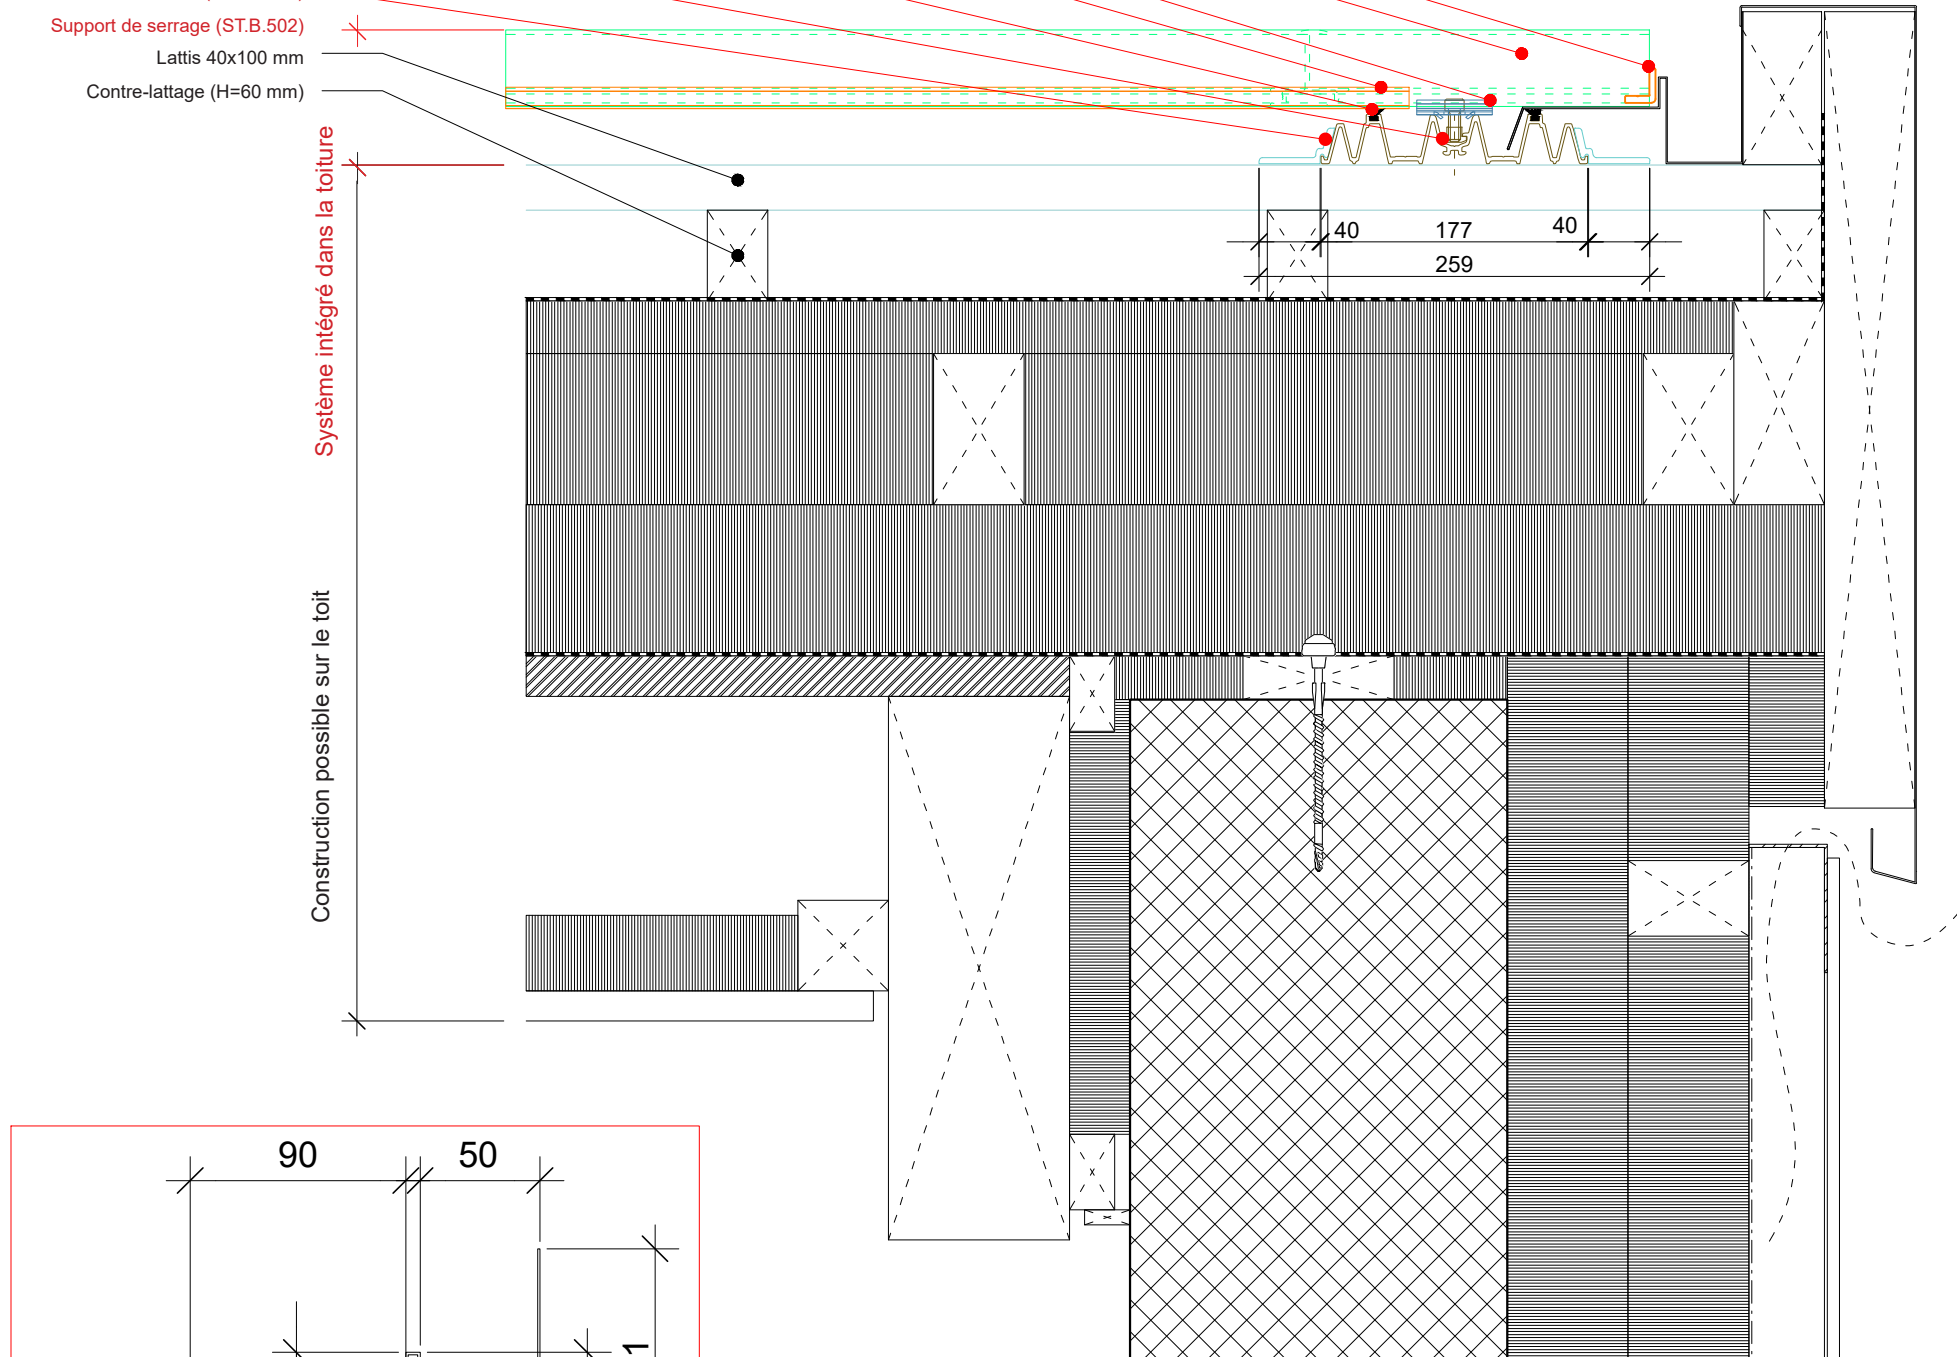 Support de serrage (ST.B.502)
Lattis 40x100 mm
Contre-lattage (H=60 mm)
Système intégré dans la toiture
40
177
40
259
Construction possible sur le toit
90
50
1